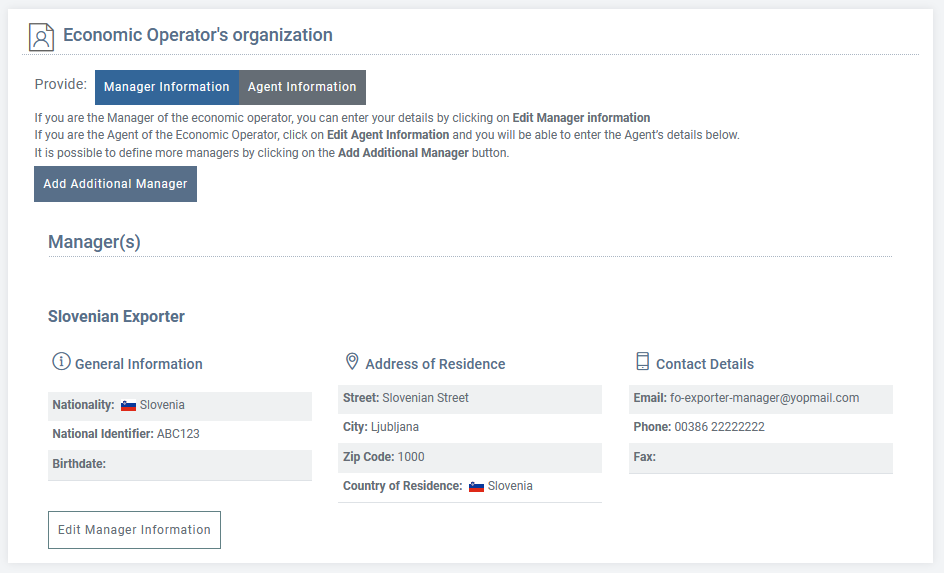 Economic Operator's organization
Provide: Manager Information Agent Information
If you are the Manager of the economic operator, you can enter your details by clicking on Edit Manager information
If you are the Agent of the Economic Operator, click on Edit Agent Information and you will be able to enter the Agent's details below.
It is possible to define more managers by clicking on the Add Additional Manager button.
Add Additional Manager
Manager(s)
Slovenian Exporter
General Information
Nationality: Slovenia
National Identifier: ABC123
Birthdate:
Address of Residence
Street: Slovenian Street
City: Ljubljana
Zip Code: 1000
Country of Residence: Slovenia
Contact Details
Email: fo-exporter-manager@yopmail.com
Phone: 00386 22222222
Fax:
Edit Manager Information